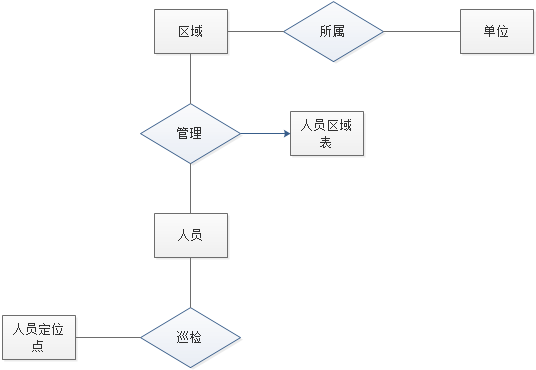 区域
所属
单位
管理
人员区域
表
人员
人员定位
点
巡检